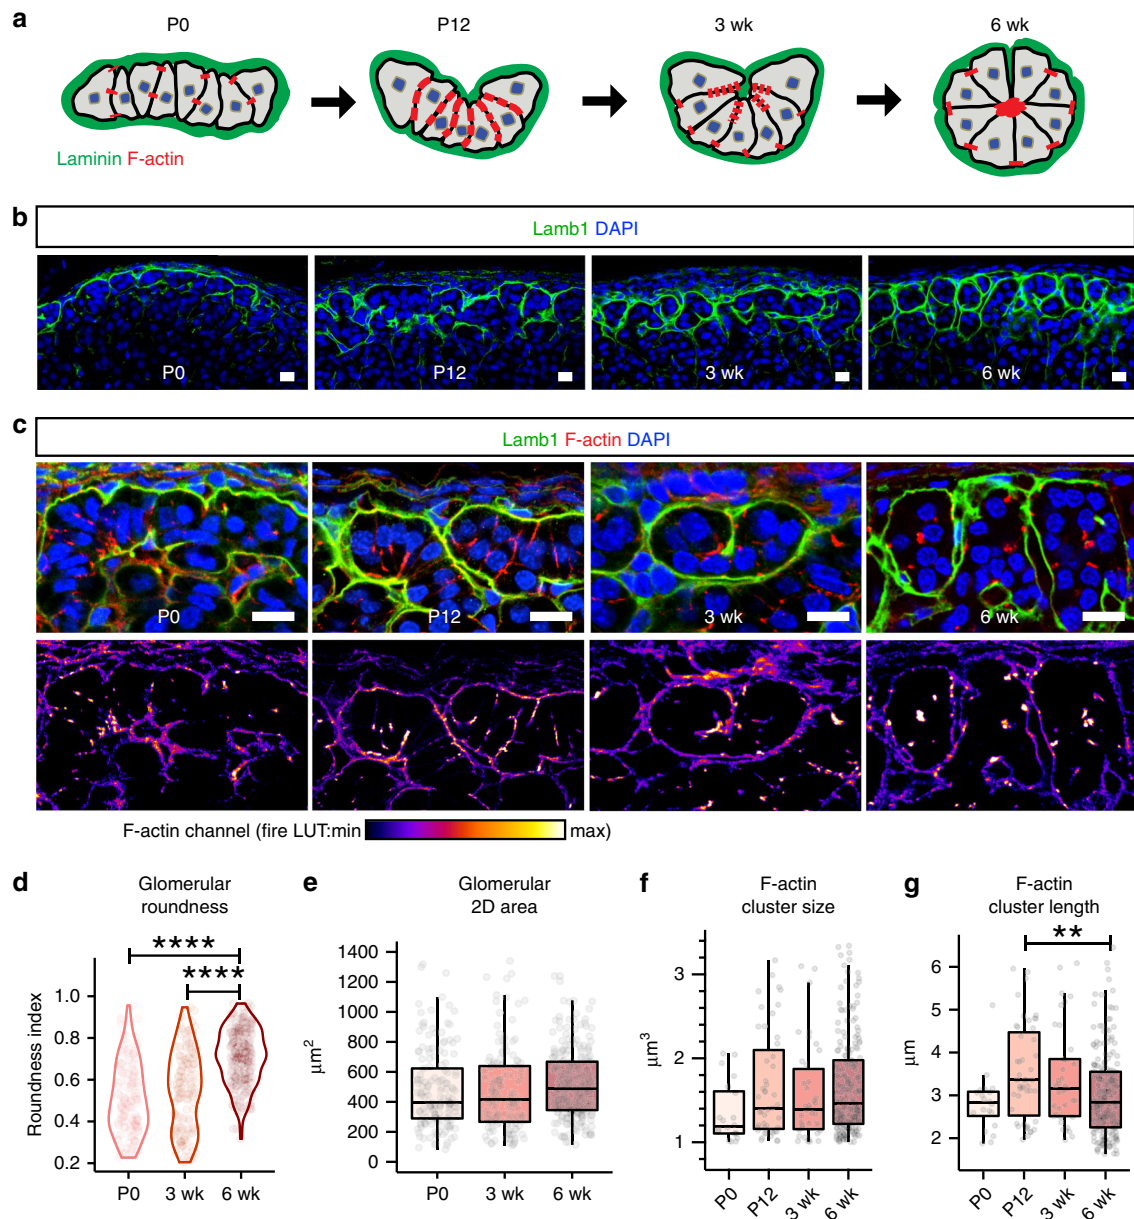 a
P0 P12 3 wk 6 wk
Laminin F-actin
b
Lamb1 DAPI
P0 P12 3 wk 6 wk
c
Lamb1 F-actin DAPI
P0 P12 3 wk 6 wk
F-actin channel (fire LUT:min max)
d
Glomerular
roundness
****
****
Roundness index
1.0
0.8
0.6
0.4
0.2
P0 3 wk 6 wk
e
Glomerular
2D area
µm²
1400
1200
1000
800
600
400
200
0
P0 3 wk 6 wk
f
F-actin
cluster size
µm³
3
2
1
P0 P12 3 wk 6 wk
g
F-actin
cluster length
**
µm
6
5
4
3
2
P0 P12 3 wk 6 wk